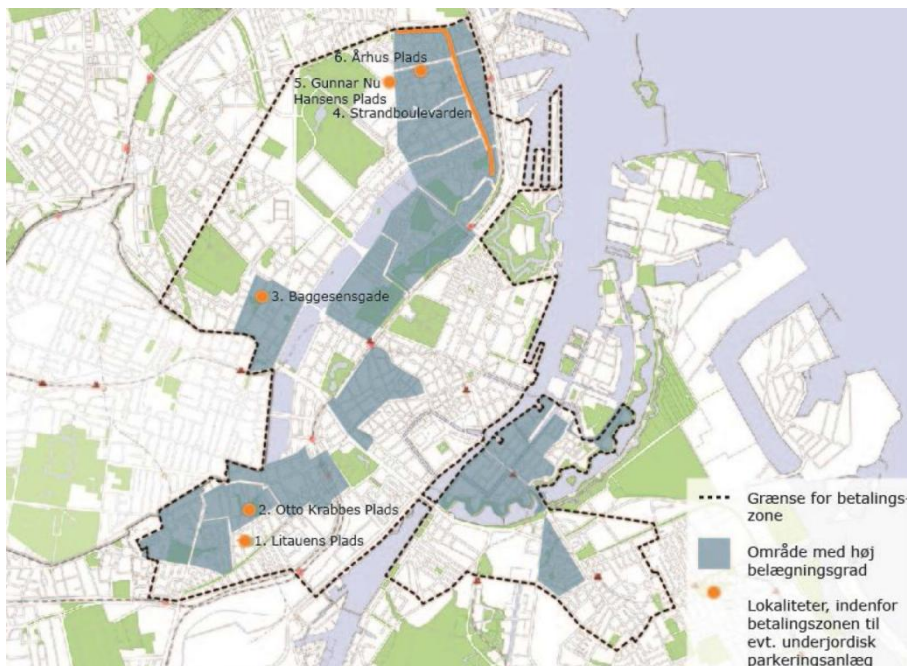 6. Århus Plads
5. Gunnar Nu
Hansens Plads
4. Strandboulevarden
3. Baggesensgade
2. Otto Krabbes Plads
1. Litauens Plads
Grænse for betalings-
zone
Område med høj
belægningsgrad
Lokaliteter, indenfor
betalingszonen til
evt. underjordisk
parkeringsanlæg